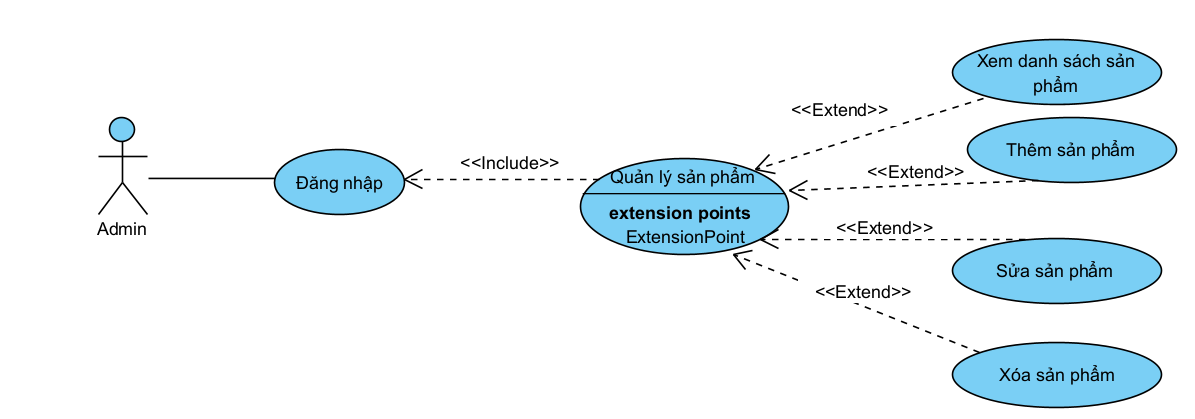 Admin
Đăng nhập
<<Include>>
Quản lý sản phẩm
extension points
ExtensionPoint
<<Extend>>
Xem danh sách sản
phẩm
<<Extend>>
Thêm sản phẩm
<<Extend>>
Sửa sản phẩm
<<Extend>>
Xóa sản phẩm